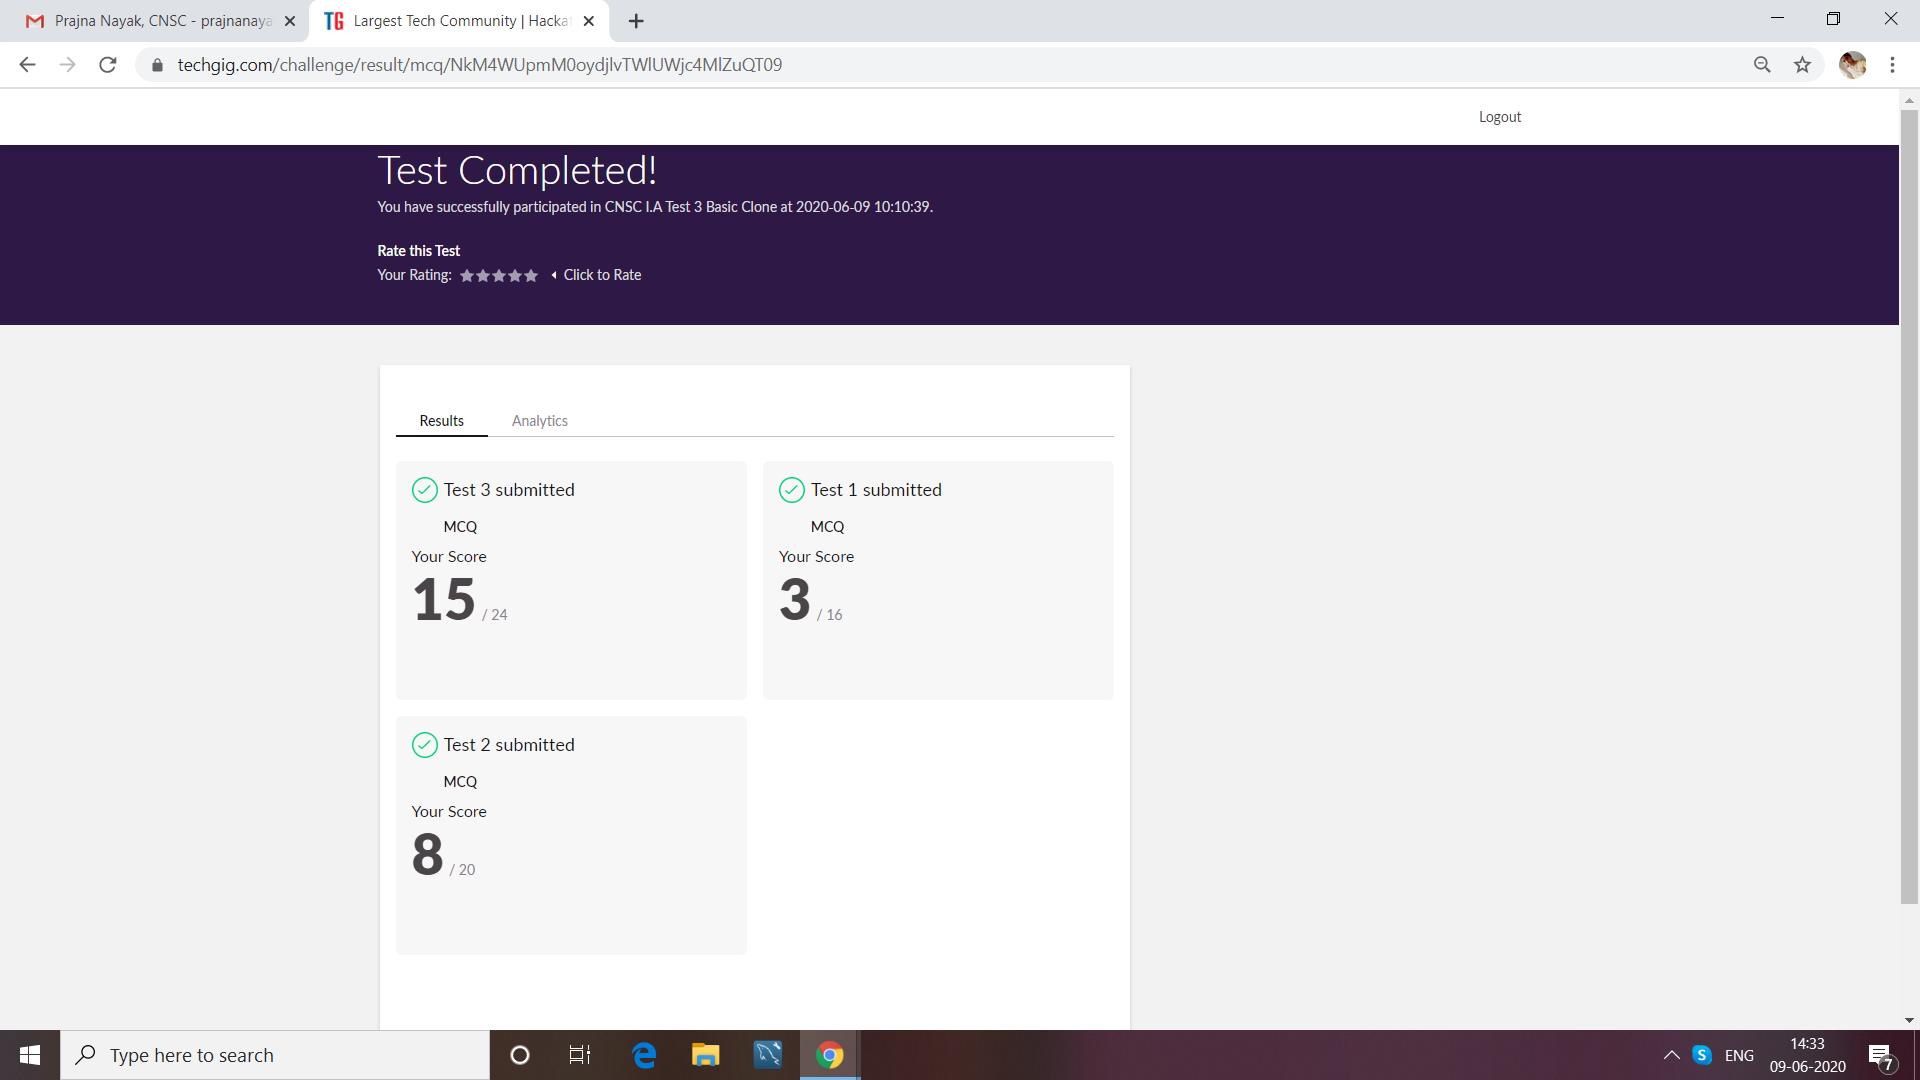 Prajna Nayak, CNSC - prajnanaya
TG Largest Tech Community | Hacka
techgig.com/challenge/result/mcq/NkM4WUpmM0oydjlvTWlUWjc4MlZuQT09
Logout
Test Completed!
You have successfully participated in CNSC I.A Test 3 Basic Clone at 2020-06-09 10:10:39.
Rate this Test
Your Rating: Click to Rate
Results Analytics
Test 3 submitted
MCQ
Your Score
15 / 24
Test 1 submitted
MCQ
Your Score
3 / 16
Test 2 submitted
MCQ
Your Score
8 / 20
Type here to search
S ENG
14:33
09-06-2020
7